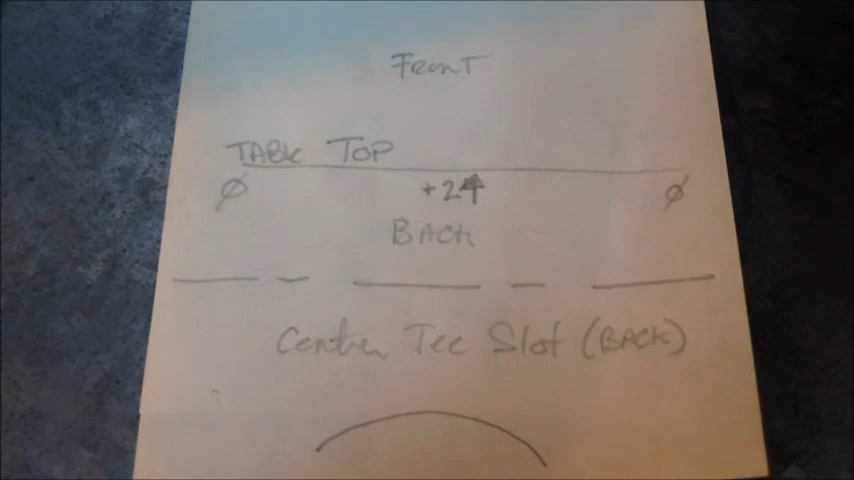 Front
TABLE TOP
Ø +24 Ø
BACK
Center Tee Slot (BACK)